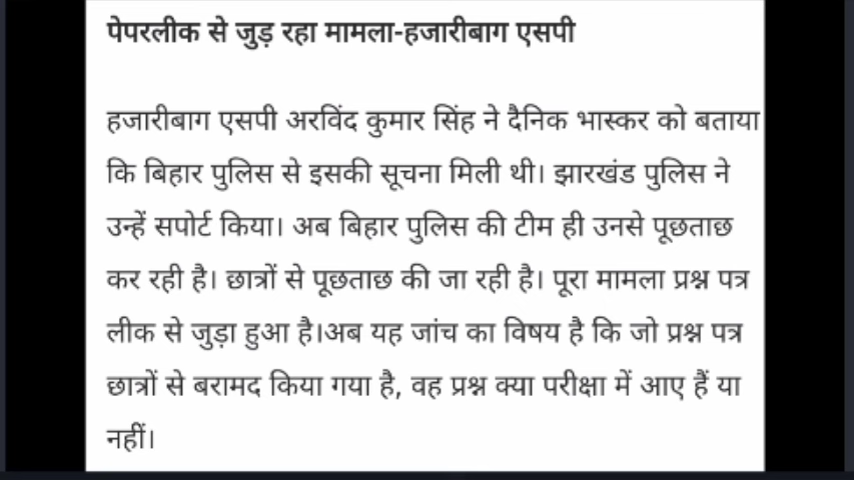 पेपरलीक से जुड़ रहा मामला-हजारीबाग एसपी
हजारीबाग एसपी अरविंद कुमार सिंह ने दैनिक भास्कर को बताया
कि बिहार पुलिस से इसकी सूचना मिली थी। झारखंड पुलिस ने
उन्हें सपोर्ट किया। अब बिहार पुलिस की टीम ही उनसे पूछताछ
कर रही है। छात्रों से पूछताछ की जा रही है। पूरा मामला प्रश्न पत्र
लीक से जुड़ा हुआ है।अब यह जांच का विषय है कि जो प्रश्न पत्र
छात्रों से बरामद किया गया है, वह प्रश्न क्या परीक्षा में आए हैं या
नहीं।